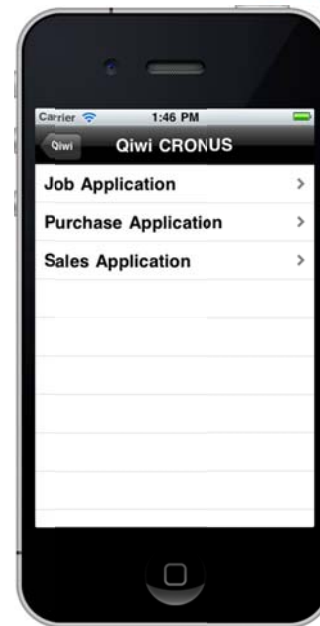 Carrier 1:46 PM
Qiwi Qiwi CRONUS
Job Application
Purchase Application
Sales Application